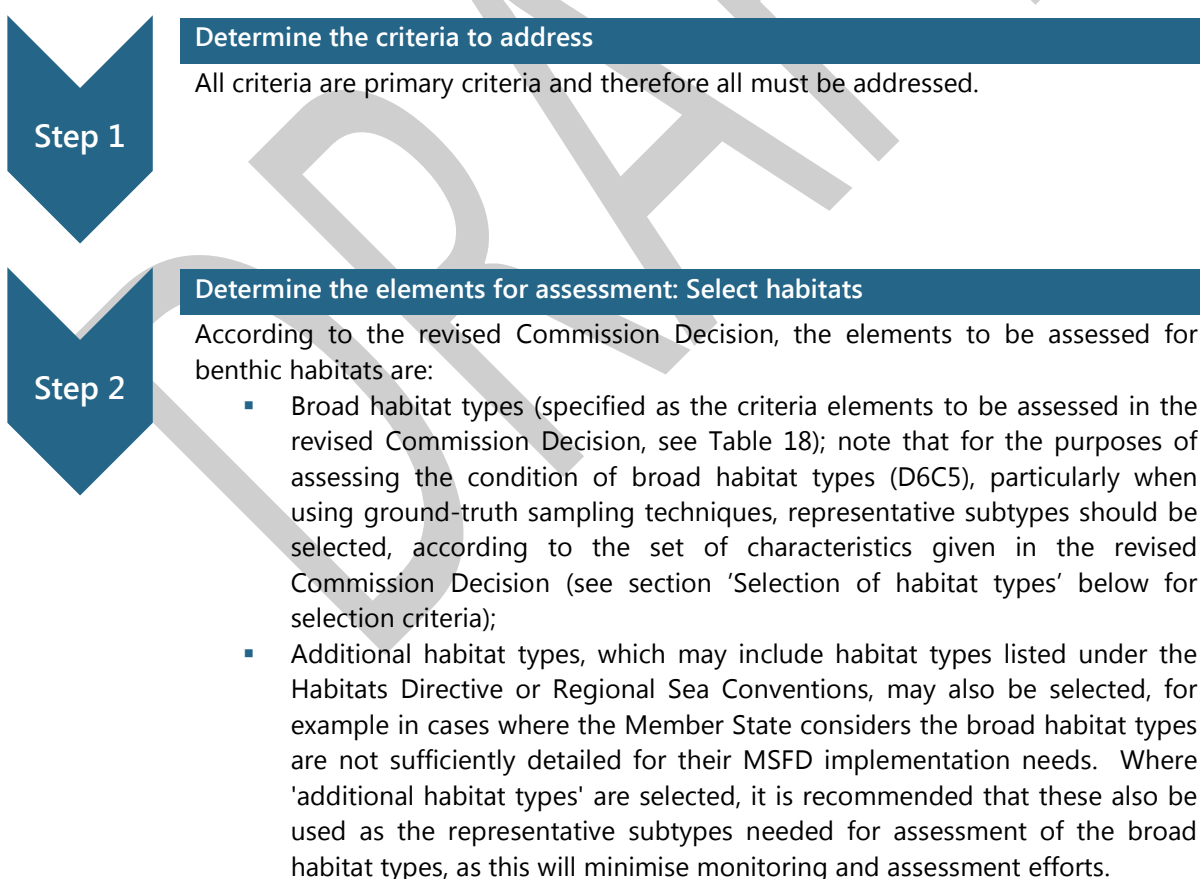 Determine the criteria to address
All criteria are primary criteria and therefore all must be addressed.
Step 1
Determine the elements for assessment: Select habitats
According to the revised Commission Decision, the elements to be assessed for
benthic habitats are:
Step 2
▪ Broad habitat types (specified as the criteria elements to be assessed in the
revised Commission Decision, see Table 18); note that for the purposes of
assessing the condition of broad habitat types (D6C5), particularly when
using ground-truth sampling techniques, representative subtypes should be
selected, according to the set of characteristics given in the revised
Commission Decision (see section ‘Selection of habitat types’ below for
selection criteria);
▪ Additional habitat types, which may include habitat types listed under the
Habitats Directive or Regional Sea Conventions, may also be selected, for
example in cases where the Member State considers the broad habitat types
are not sufficiently detailed for their MSFD implementation needs. Where
'additional habitat types' are selected, it is recommended that these also be
used as the representative subtypes needed for assessment of the broad
habitat types, as this will minimise monitoring and assessment efforts.
DRA